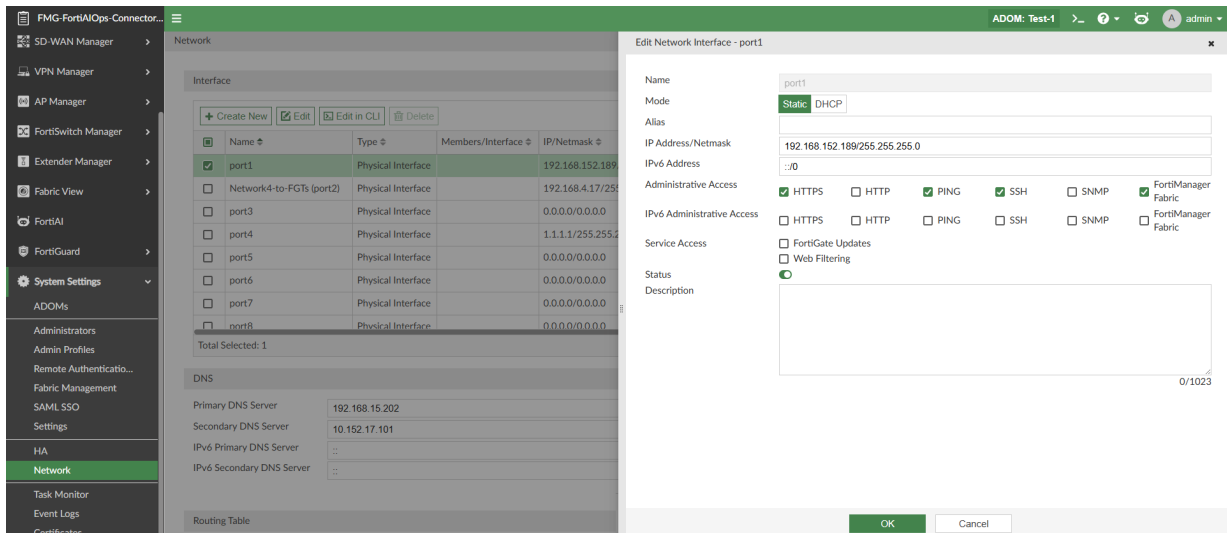 FMG-FortiAIOps-Connector...
ADOM: Test-1
A admin
SD-WAN Manager
VPN Manager
AP Manager
FortiSwitch Manager
Extender Manager
Fabric View
FortiAI
FortiGuard
System Settings
ADOMs
Administrators
Admin Profiles
Remote Authenticatio...
Fabric Management
SAML SSO
Settings
HA
Network
Task Monitor
Event Logs
Certificates
Network
Interface
Create New Edit Edit in CLI Delete
Name Type Members/Interface IP/Netmask
port1 Physical Interface 192.168.152.189
Network4-to-FGTs (port2) Physical Interface 192.168.4.17/255
port3 Physical Interface 0.0.0.0/0.0.0.0
port4 Physical Interface 1.1.1.1/255.255.2
port5 Physical Interface 0.0.0.0/0.0.0.0
port6 Physical Interface 0.0.0.0/0.0.0.0
port7 Physical Interface 0.0.0.0/0.0.0.0
port8 Physical Interface 0.0.0.0/0.0.0.0
Total Selected: 1
DNS
Primary DNS Server 192.168.15.202
Secondary DNS Server 10.152.17.101
IPv6 Primary DNS Server ::
IPv6 Secondary DNS Server ::
Routing Table
Edit Network Interface - port1
Name port1
Mode Static DHCP
Alias
IP Address/Netmask 192.168.152.189/255.255.255.0
IPv6 Address ::/0
Administrative Access HTTPS HTTP PING SSH SNMP FortiManager
Fabric
IPv6 Administrative Access HTTPS HTTP PING SSH SNMP FortiManager
Fabric
Service Access FortiGate Updates
Web Filtering
Status
Description
0/1023
OK Cancel